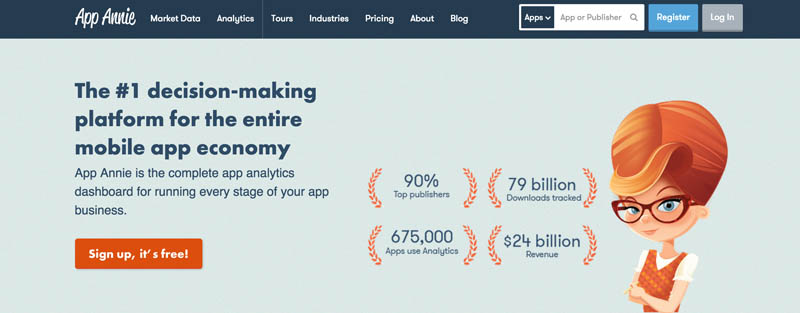 App Annie
Market Data
Analytics
Tours
Industries
Pricing
About
Blog
Apps
App or Publisher
Register
Log In
The #1 decision-making
platform for the entire
mobile app economy
App Annie is the complete app analytics
dashboard for running every stage of your app
business.
Sign up, it's free!
90%
Top publishers
79 billion
Downloads tracked
675,000
Apps use Analytics
$24 billion
Revenue